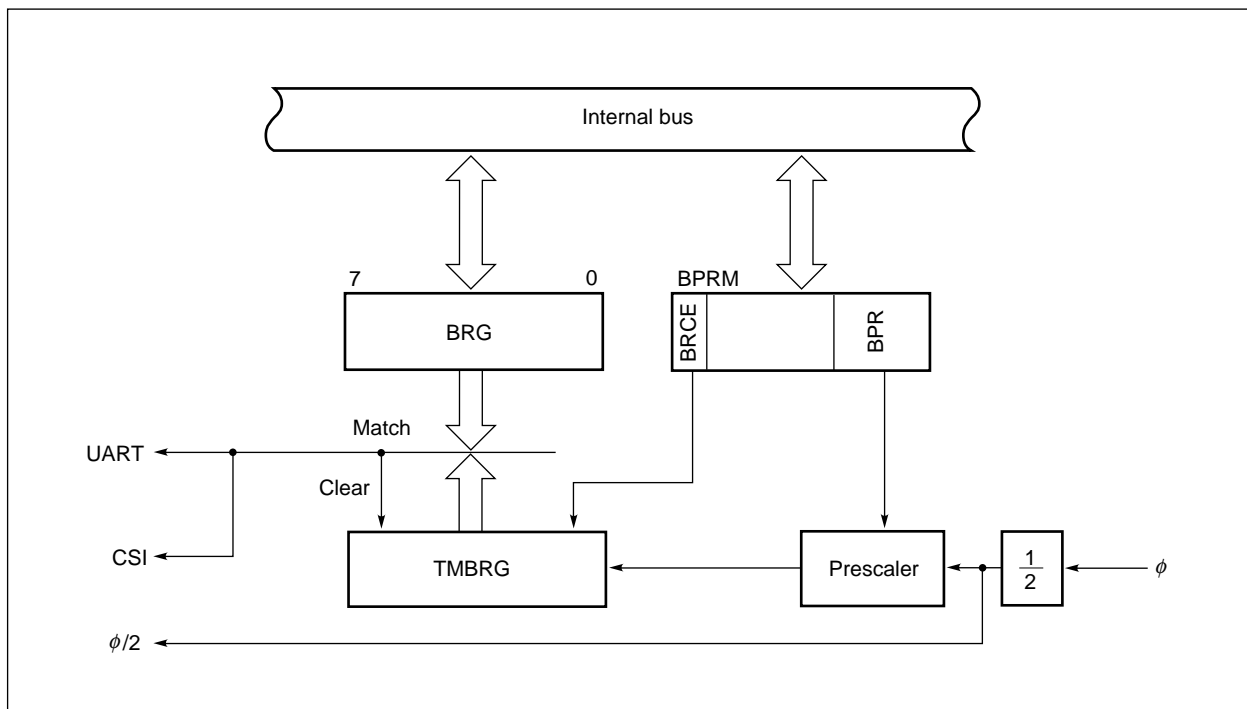 Internal bus
7 0 BPRM
BRG
BRCE
BPR
Match
UART
Clear
CSI
TMBRG
Prescaler
1
2
ϕ
ϕ/2